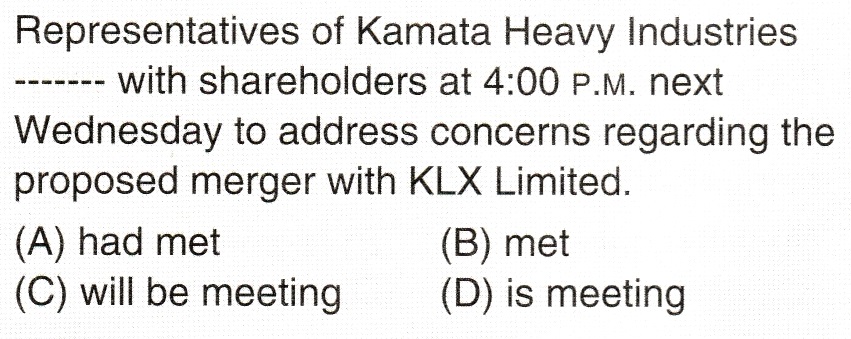 Representatives of Kamata Heavy Industries
------- with shareholders at 4:00 P.M. next
Wednesday to address concerns regarding the
proposed merger with KLX Limited.
(A) had met (B) met
(C) will be meeting (D) is meeting